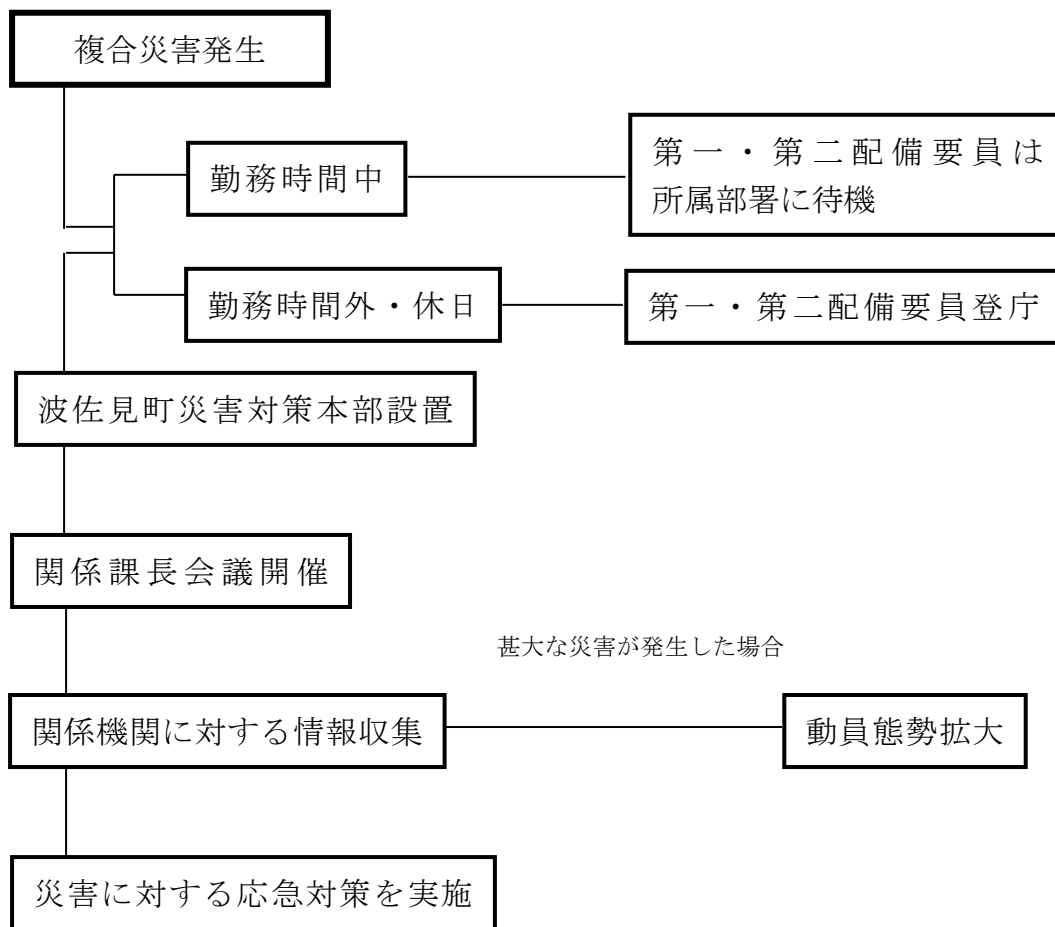 複合災害発生
勤務時間中
第一・第二配備要員は
所属部署に待機
勤務時間外・休日
第一・第二配備要員登庁
波佐見町災害対策本部設置
関係課長会議開催
甚大な災害が発生した場合
関係機関に対する情報収集
動員態勢拡大
災害に対する応急対策を実施